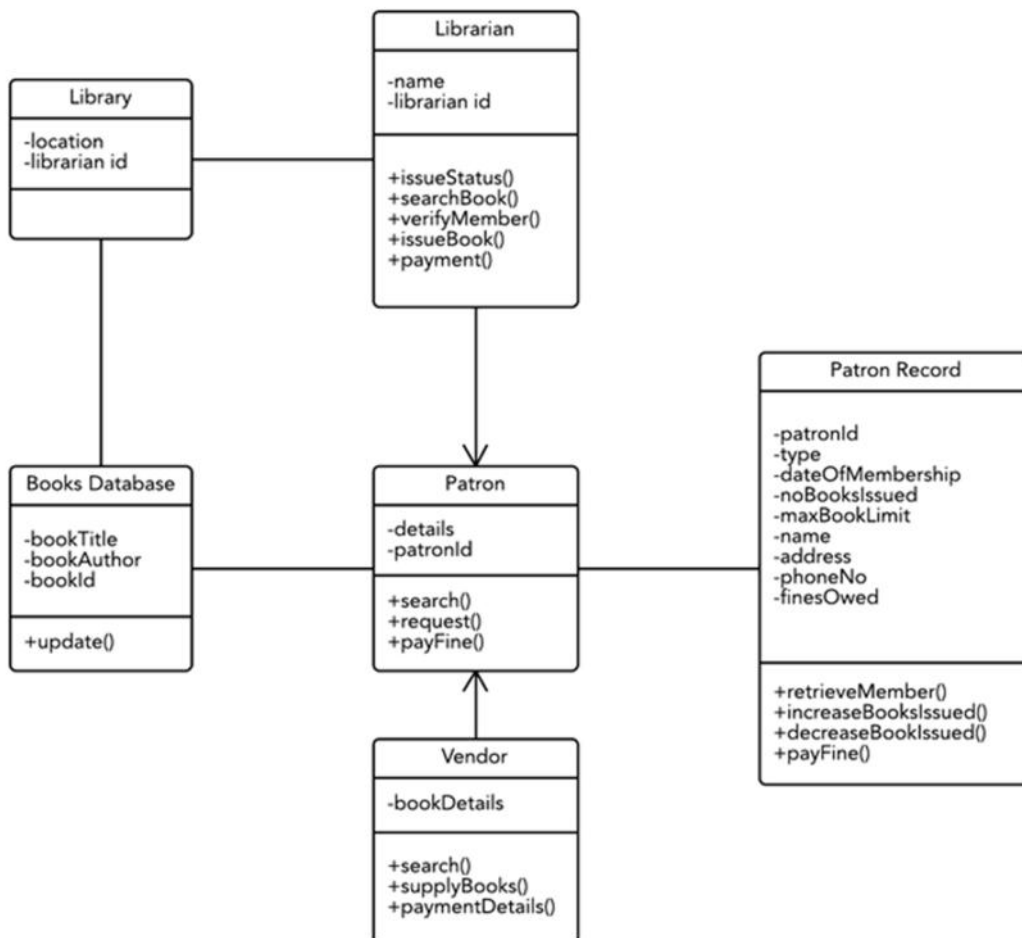 Librarian
-name
-librarian id
+issueStatus()
+searchBook()
+verifyMember()
+issueBook()
+payment()
Library
-location
-librarian id
Patron Record
-patronId
-type
-dateOfMembership
-noBooksIssued
-maxBookLimit
-name
-address
-phoneNo
-finesOwed
+retrieveMember()
+increaseBooksIssued()
+decreaseBookIssued()
+payFine()
Books Database
-bookTitle
-bookAuthor
-bookId
+update()
Patron
-details
-patronId
+search()
+request()
+payFine()
Vendor
-bookDetails
+search()
+supplyBooks()
+paymentDetails()